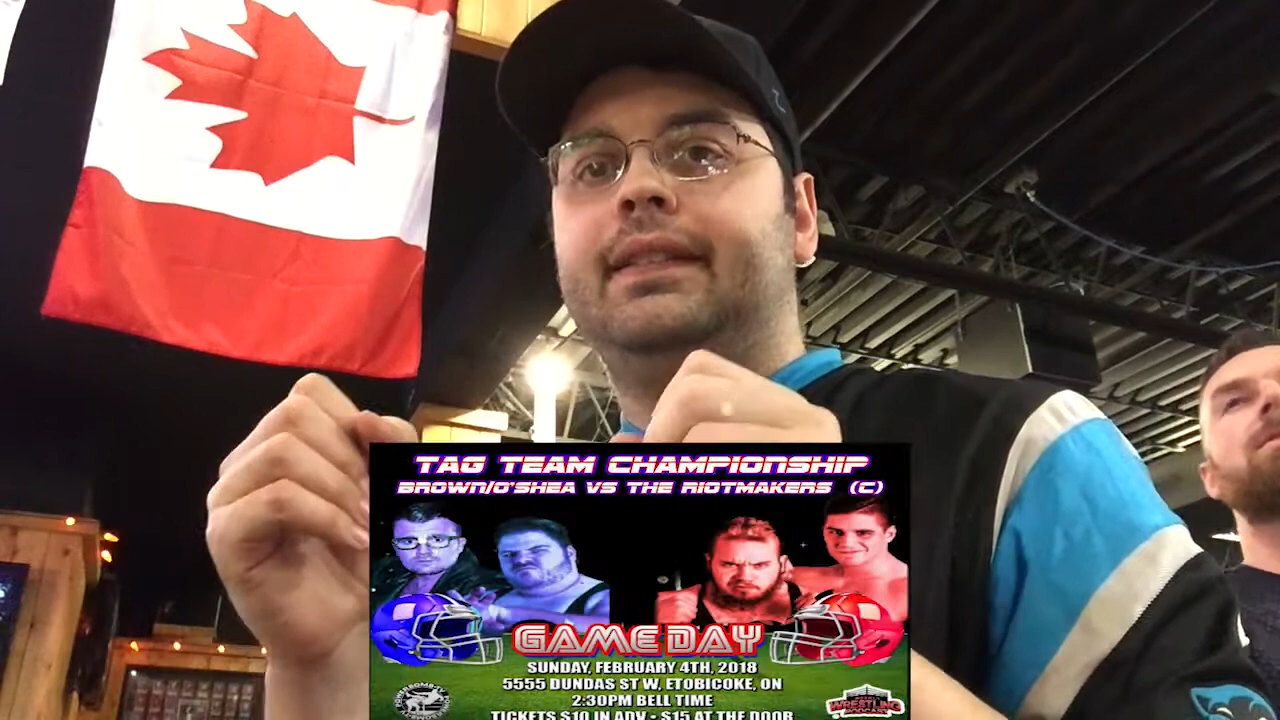 TAG TEAM CHAMPIONSHIP
BROWN/O'SHEA VS THE RIOTMAKERS (C)
GAME DAY
SUNDAY, FEBRUARY 4TH, 2018
5555 DUNDAS ST W, ETOBICOKE, ON
2:30PM BELL TIME
TICKETS $10 IN ADV - $15 AT THE DOOR
WRESTLING